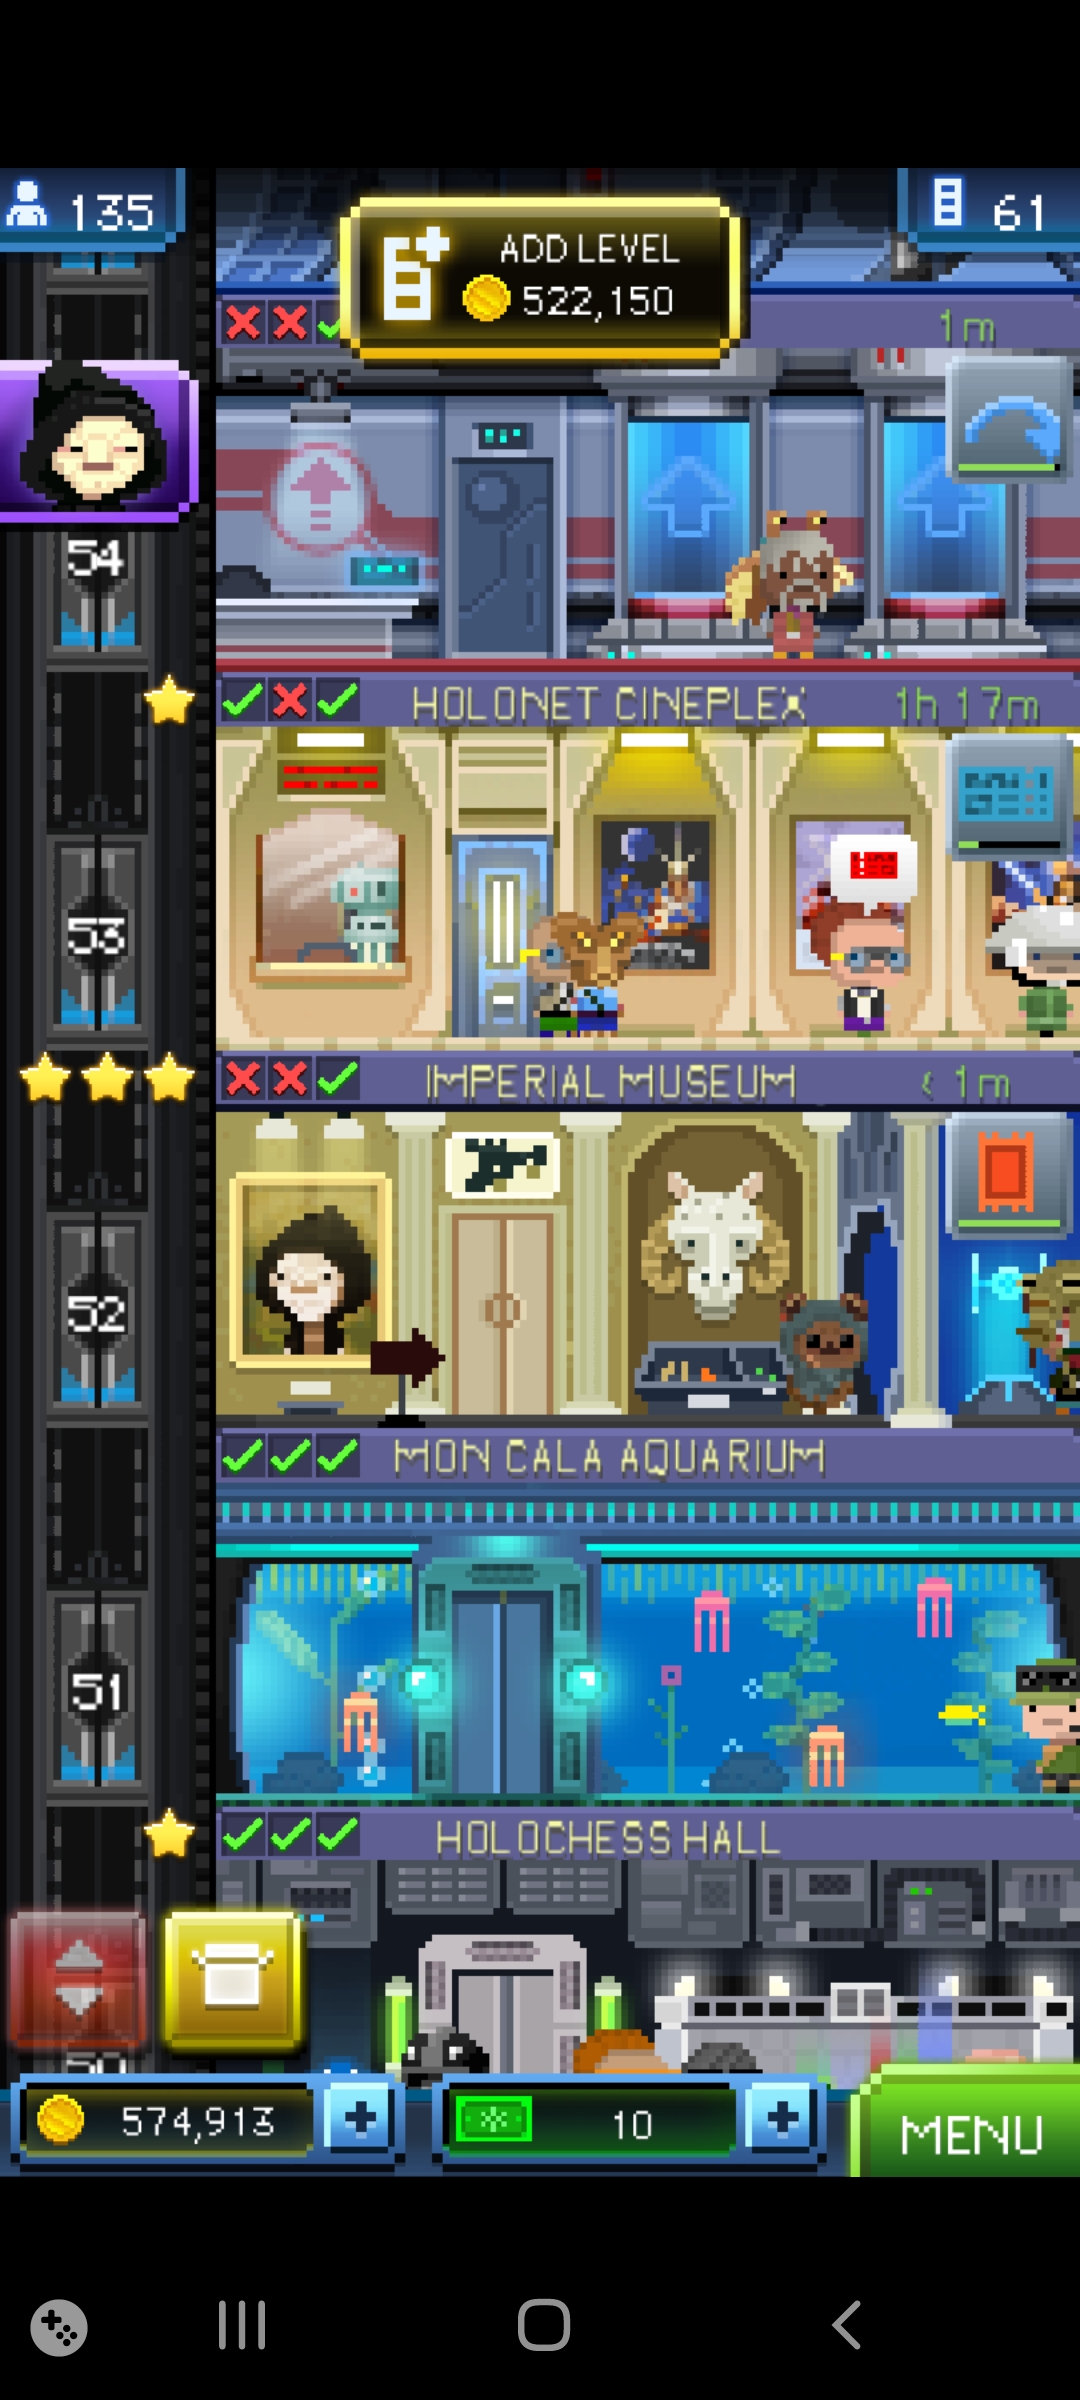 135
ADD LEVEL
522,150
61
1m
54
HOLONET CINEPLEX
1h 17m
53
IMPERIAL MUSEUM
< 1m
52
MON CALA AQUARIUM
51
HOLOCHESS HALL
50
574,913
10
MENU